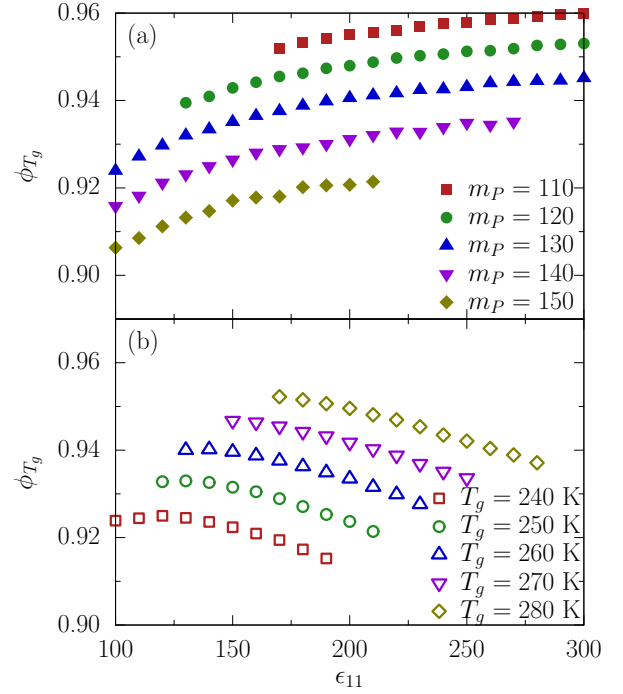 0.96
(a)
0.94
0.92
0.90
ϕ_{T_g}
m_P = 110
m_P = 120
m_P = 130
m_P = 140
m_P = 150
0.96
(b)
0.94
0.92
0.90
ϕ_{T_g}
T_g = 240 K
T_g = 250 K
T_g = 260 K
T_g = 270 K
T_g = 280 K
100 150 200 250 300
ϵ_{11}